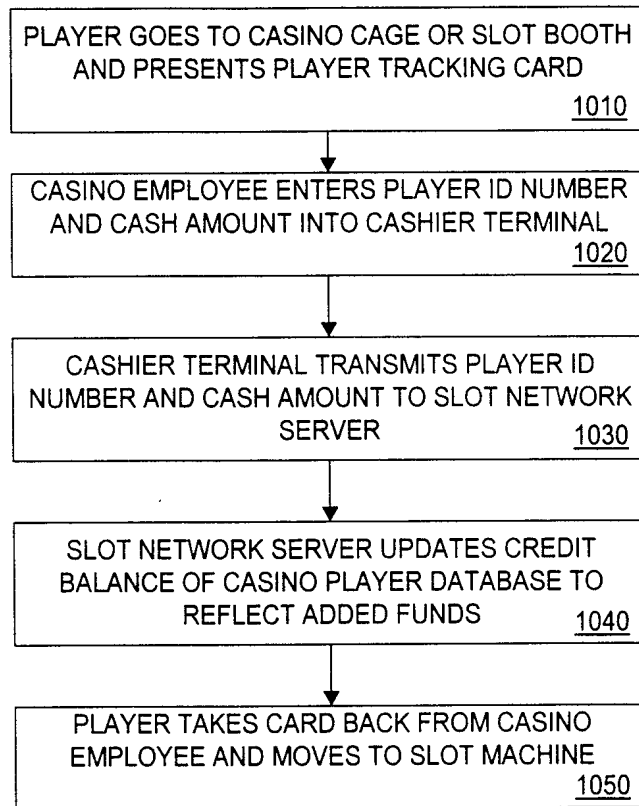 PLAYER GOES TO CASINO CAGE OR SLOT BOOTH
AND PRESENTS PLAYER TRACKING CARD
1010
CASINO EMPLOYEE ENTERS PLAYER ID NUMBER
AND CASH AMOUNT INTO CASHIER TERMINAL
1020
CASHIER TERMINAL TRANSMITS PLAYER ID
NUMBER AND CASH AMOUNT TO SLOT NETWORK
SERVER
1030
SLOT NETWORK SERVER UPDATES CREDIT
BALANCE OF CASINO PLAYER DATABASE TO
REFLECT ADDED FUNDS
1040
PLAYER TAKES CARD BACK FROM CASINO
EMPLOYEE AND MOVES TO SLOT MACHINE
1050